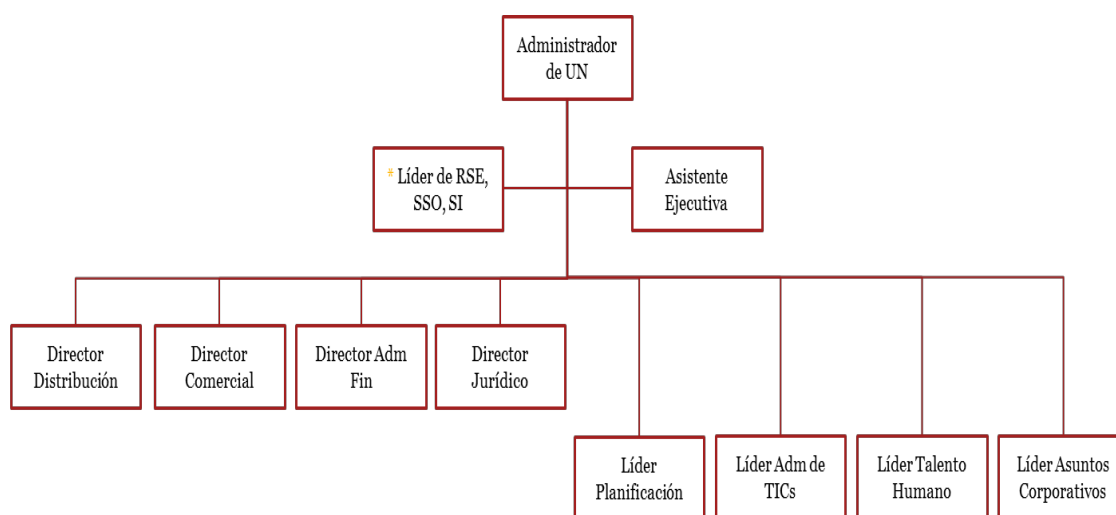 Administrador
de UN
* Líder de RSE,
SSO, SI
Asistente
Ejecutiva
Director
Distribución
Director
Comercial
Director Adm
Fin
Director
Jurídico
Líder
Planificación
Líder Adm de
TICs
Líder Talento
Humano
Líder Asuntos
Corporativos